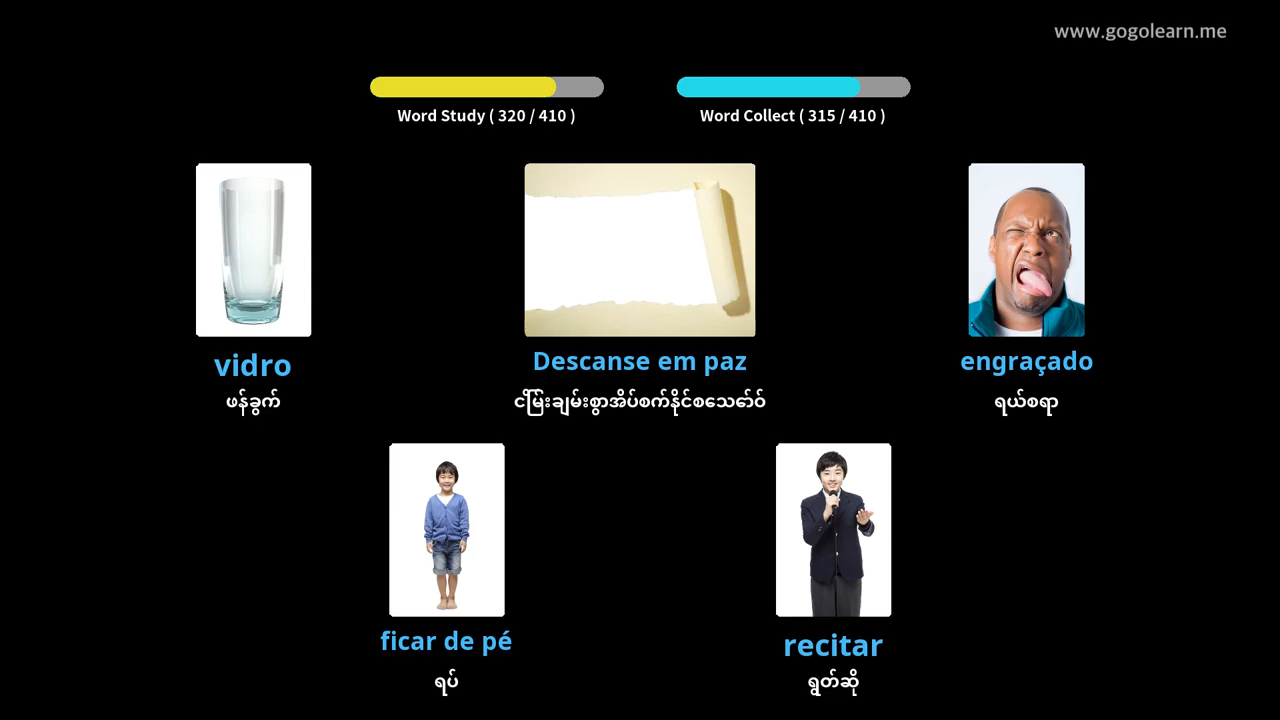 www.gogolearn.me
Word Study ( 320 / 410 )
Word Collect ( 315 / 410 )
vidro
ဖန်ခွက်
Descanse em paz
ငြိမ်းချမ်းစွာအိပ်စက်နိုင်စသေော်ဝ်
engraçado
ရယ်စရာ
ficar de pé
ရပ်
recitar
ရွတ်ဆို